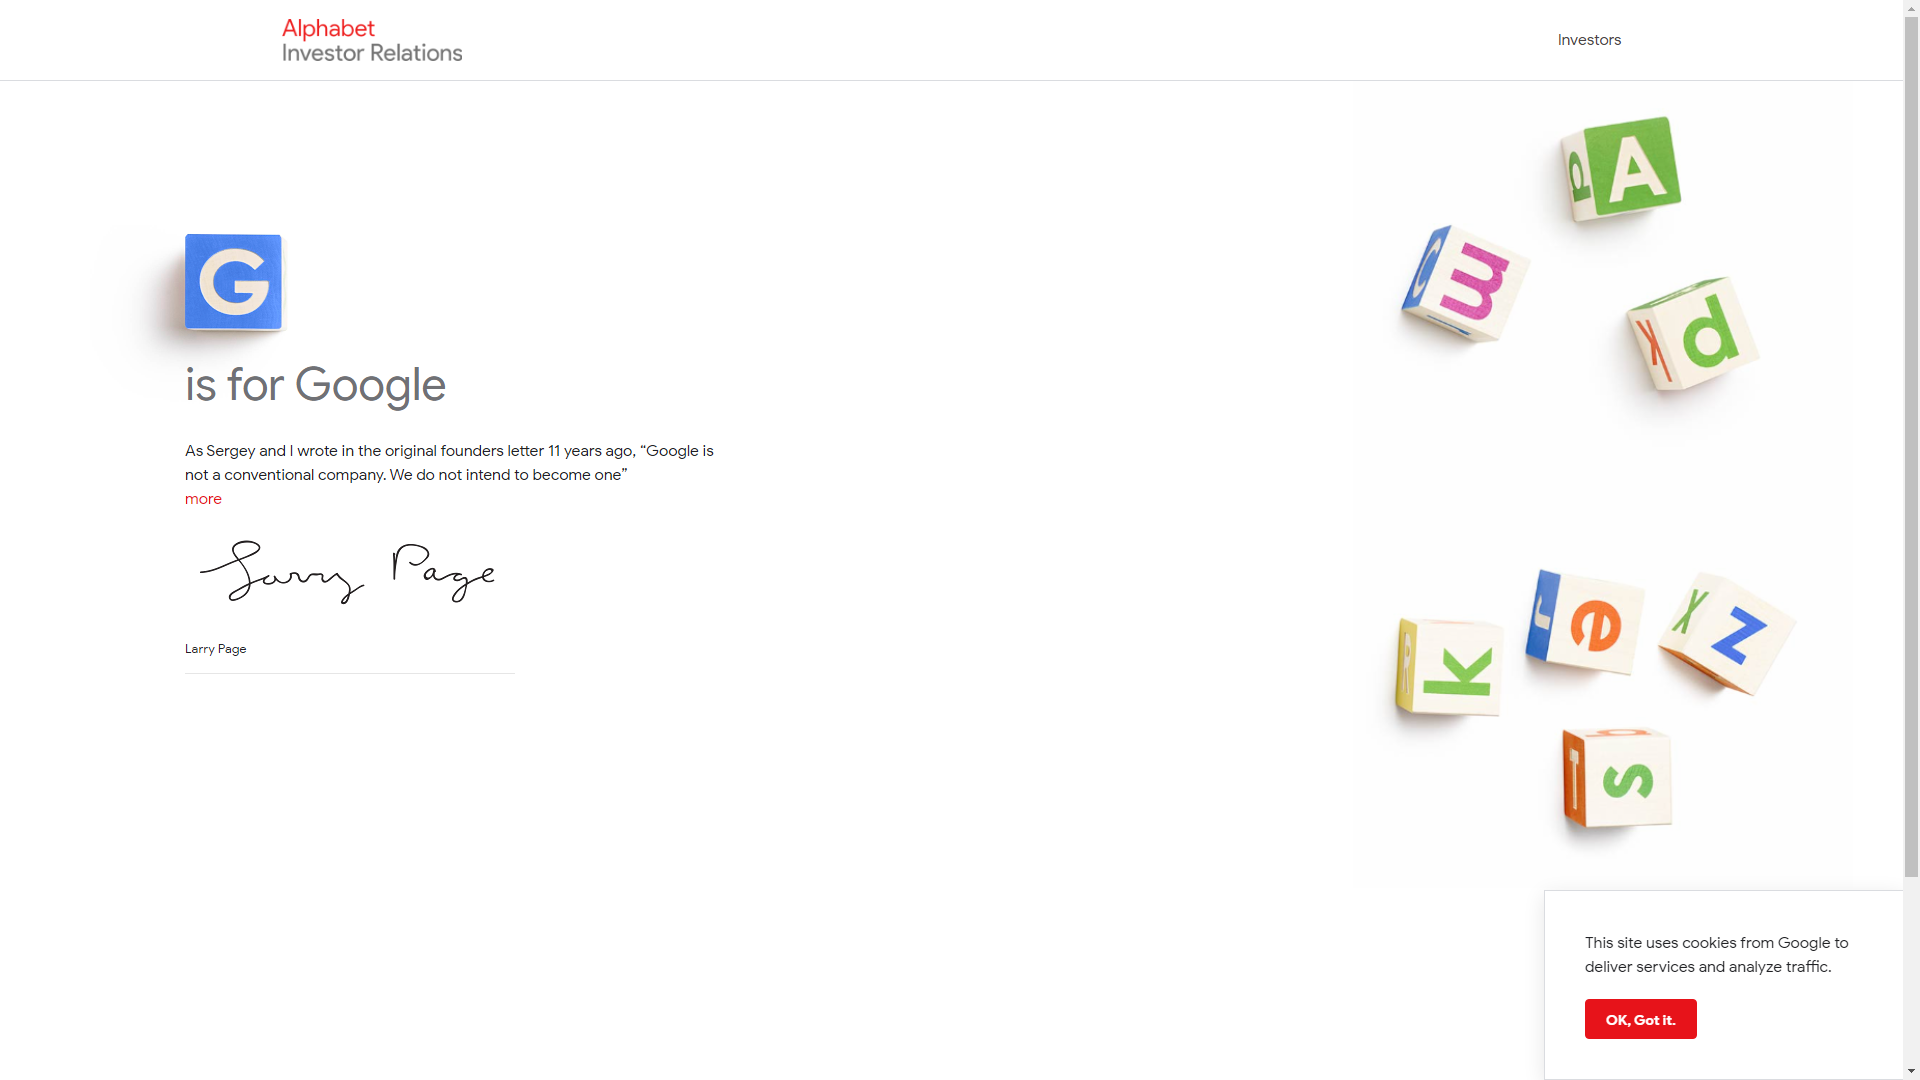 Alphabet
Investor Relations
Investors
A
m
d
G
is for Google
As Sergey and I wrote in the original founders letter 11 years ago, “Google is
not a conventional company. We do not intend to become one”
more
Larry Page
Larry Page
r
e
X
z
R
k
T
s
This site uses cookies from Google to
deliver services and analyze traffic.
OK, Got it.